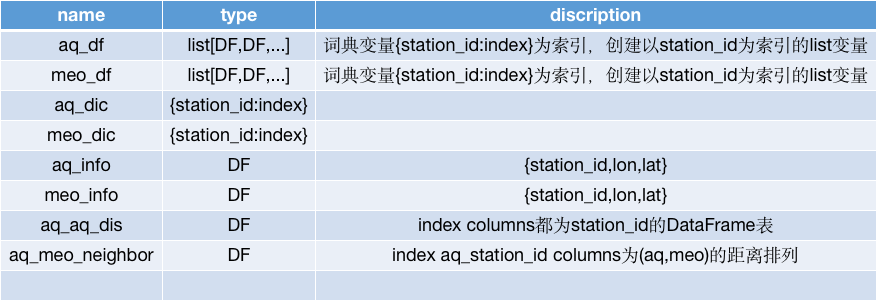 name type discription
aq_df list[DF,DF,...] 词典变量{station_id:index}为索引，创建以station_id为索引的list变量
meo_df list[DF,DF,...] 词典变量{station_id:index}为索引，创建以station_id为索引的list变量
aq_dic {station_id:index}
meo_dic {station_id:index}
aq_info DF {station_id,lon,lat}
meo_info DF {station_id,lon,lat}
aq_aq_dis DF index columns都为station_id的DataFrame表
aq_meo_neighbor DF index aq_station_id columns为(aq,meo)的距离排列